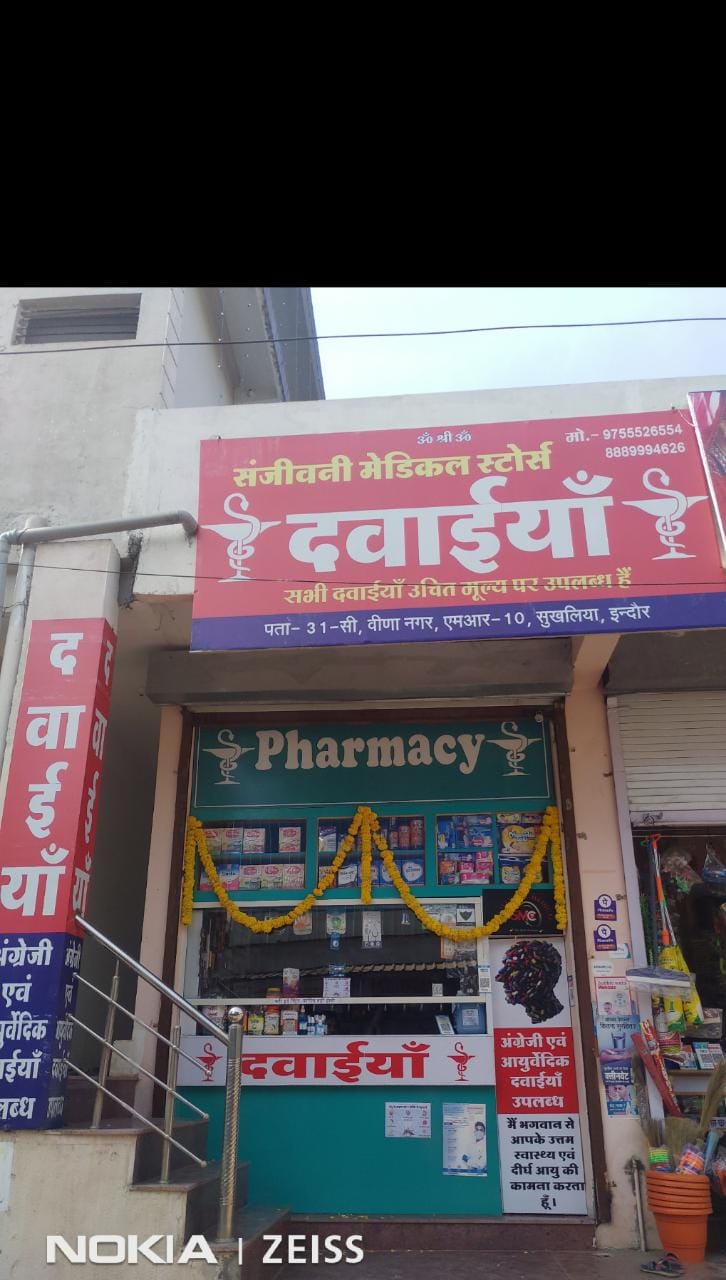 ॐ श्री ॐ
मो.- 9755526554
8889994626
संजीवनी मेडिकल स्टोर्स
दवाईयाँ
सभी दवाईयाँ उचित मूल्य पर उपलब्ध हैं
पता- 31-सी, वीणा नगर, एमआर-10, सुखलिया, इन्दौर
द
वा
ई
याँ
अंग्रेजी
एवं
द
वा
ई
याँ
Pharmacy
दवाईयाँ
SMC
अंग्रेजी एवं
आयुर्वेदिक
दवाईयाँ
उपलब्ध
मैं भगवान से
आपके उत्तम
स्वास्थ्य एवं
दीर्घ आयु की
कामना करता
हूँ।
NOKIA | ZEISS